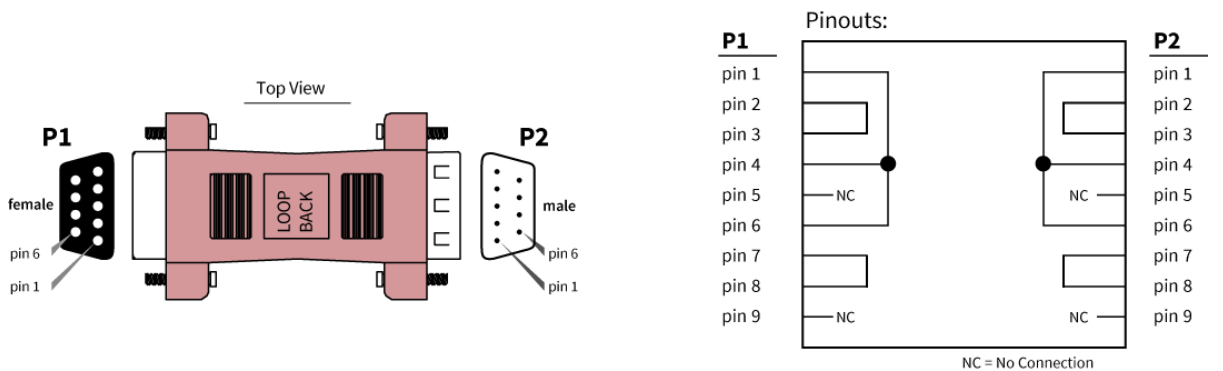 Top View
P1
P2
female
male
pin 6
pin 1
pin 6
pin 1
LOOP
BACK
Pinouts:
P1
P2
pin 1
pin 1
pin 2
pin 2
pin 3
pin 3
pin 4
pin 4
pin 5
NC
NC
pin 5
pin 6
pin 6
pin 7
pin 7
pin 8
pin 8
pin 9
NC
NC
pin 9
NC = No Connection